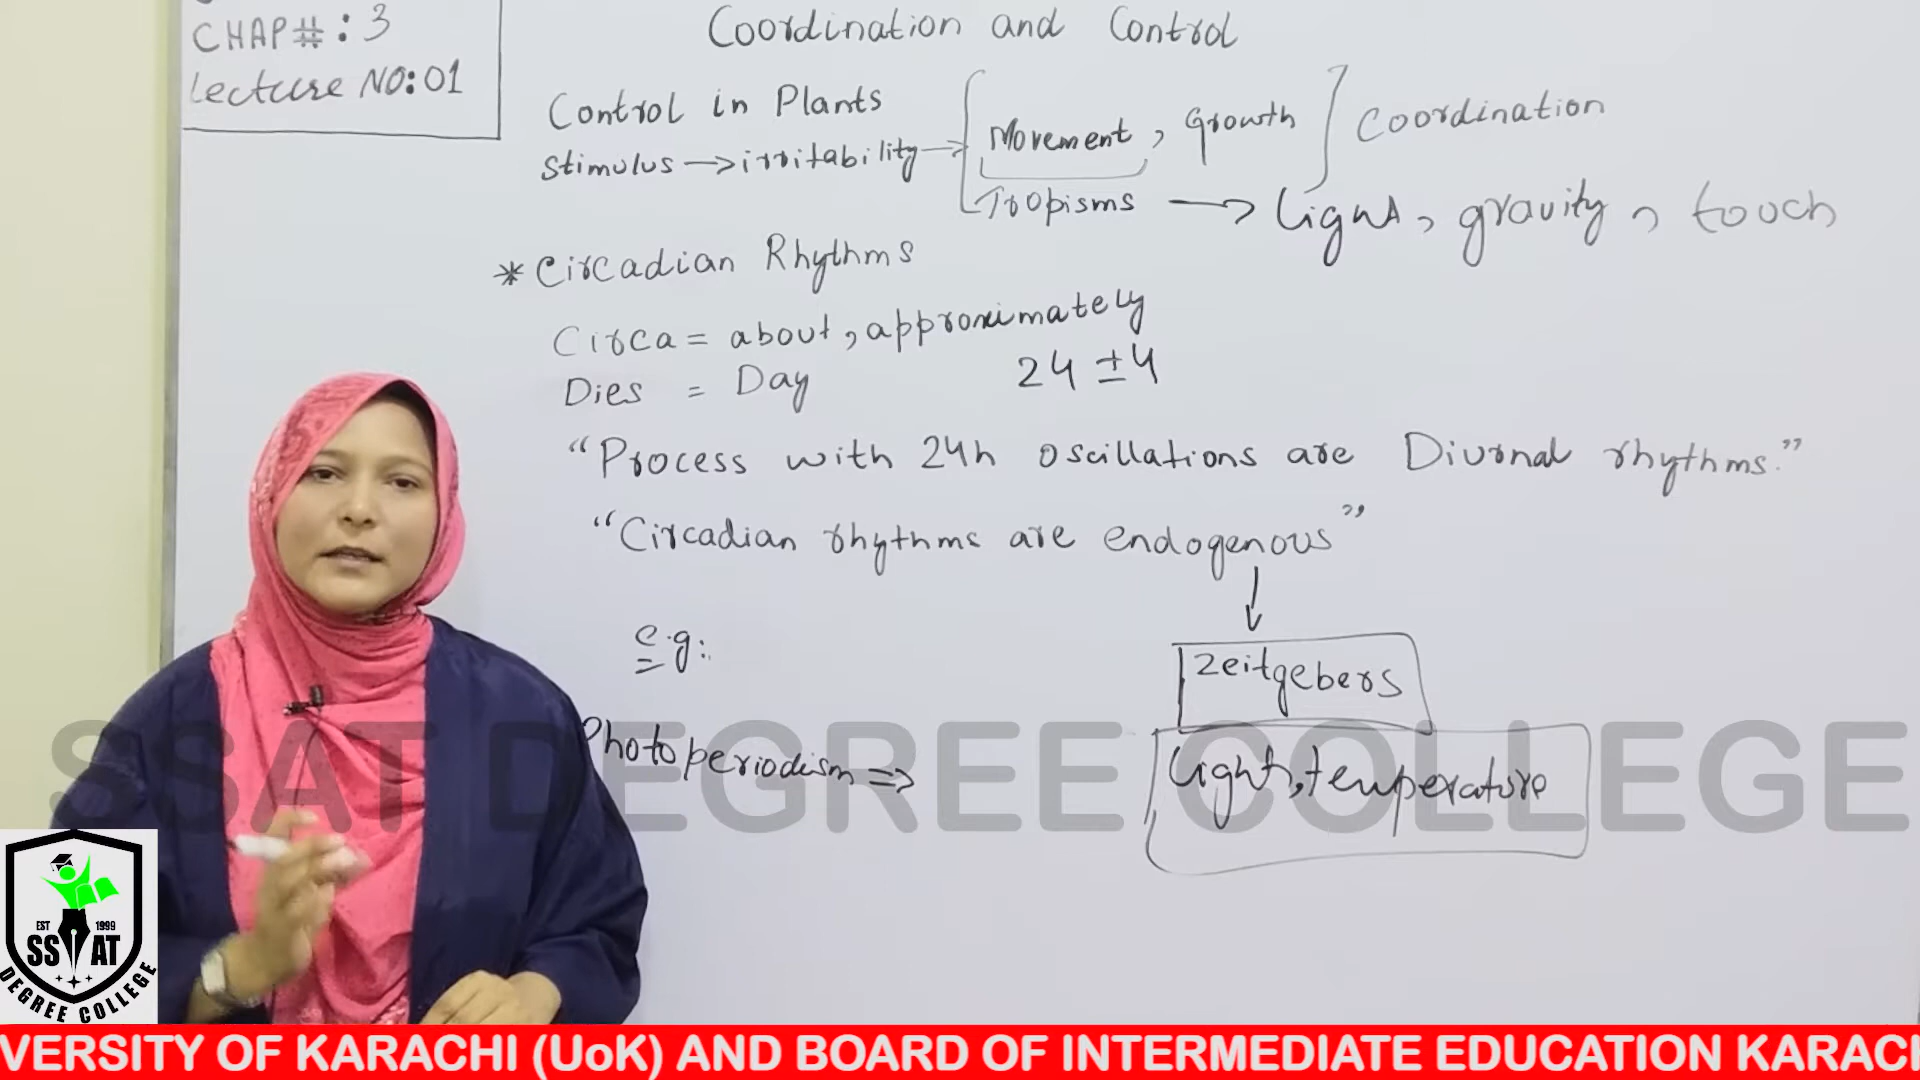 CHAP#: 3
Lecture NO:01
Coordination and Control
Control in Plants
Stimulus → irritability → Movement, Growth
Coordination
Tropisms → Light, gravity, touch
* Circadian Rhythms
Circa = about, approximately
Dies = Day
24 ± 4
"Process with 24h oscillations are Diurnal rhythms."
"Circadian rhythms are endogenous"
e.g:
Zeitgebers
Photoperiodism ⇒
Light, temperature
SSAT DEGREE COLLEGE
EST 1999
SSAT
DEGREE COLLEGE
VERSITY OF KARACHI (UoK) AND BOARD OF INTERMEDIATE EDUCATION KARACI